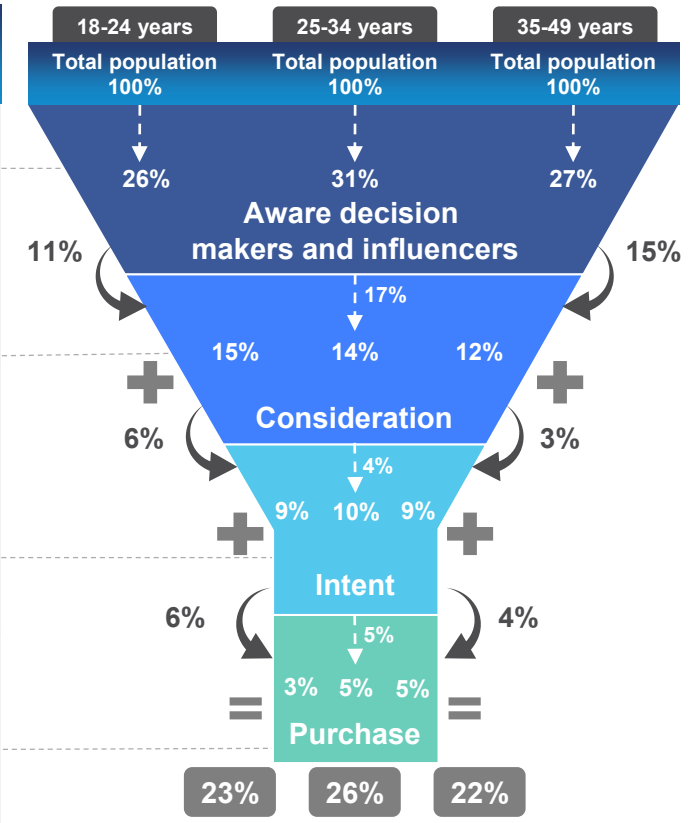 18-24 years 25-34 years 35-49 years
Total population Total population Total population
100% 100% 100%
26% 31% 27%
Aware decision
makers and influencers
11% 15%
17%
15% 14% 12%
+ +
Consideration
6% 3%
4%
9% 10% 9%
+ +
Intent
6% 4%
5%
3% 5% 5%
= =
Purchase
23% 26% 22%